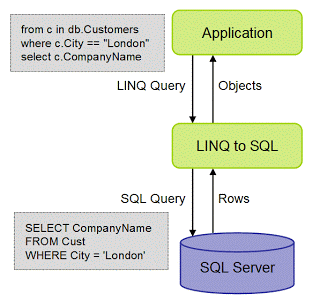 from c in db.Customers
where c.City == "London"
select c.CompanyName
Application
LINQ Query
Objects
LINQ to SQL
SQL Query
Rows
SELECT CompanyName
FROM Cust
WHERE City = 'London'
SQL Server